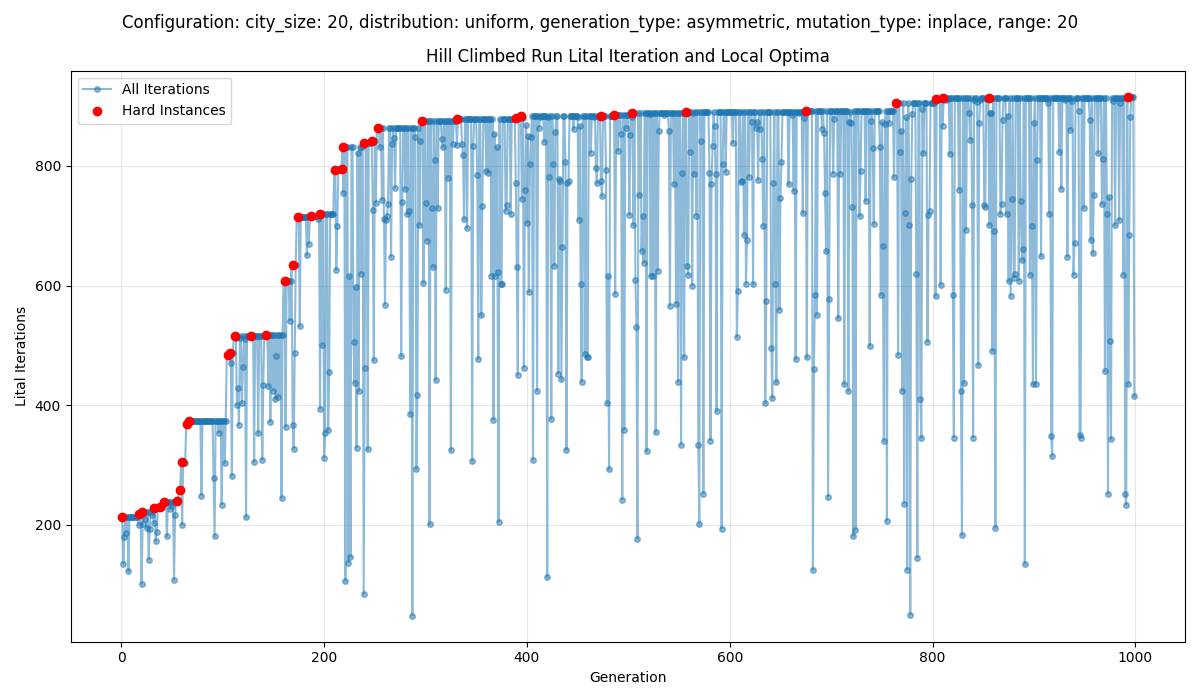 Configuration: city_size: 20, distribution: uniform, generation_type: asymmetric, mutation_type: inplace, range: 20
Hill Climbed Run Lital Iteration and Local Optima
All Iterations
Hard Instances
Lital Iterations
800
600
400
200
0
200
400
600
800
1000
Generation